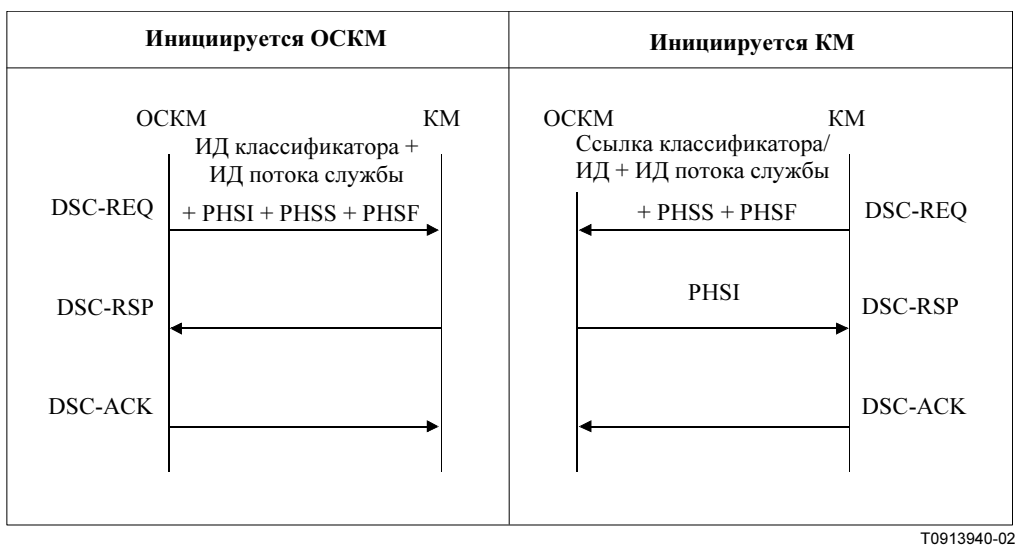 Инициируется ОСКМ
Инициируется КМ
ОСКМ
КМ
ИД классификатора +
ИД потока службы
DSC-REQ
+ PHSI + PHSS + PHSF
DSC-RSP
DSC-ACK
ОСКМ
КМ
Ссылка классификатора/
ИД + ИД потока службы
+ PHSS + PHSF
DSC-REQ
PHSI
DSC-RSP
DSC-ACK
T0913940-02